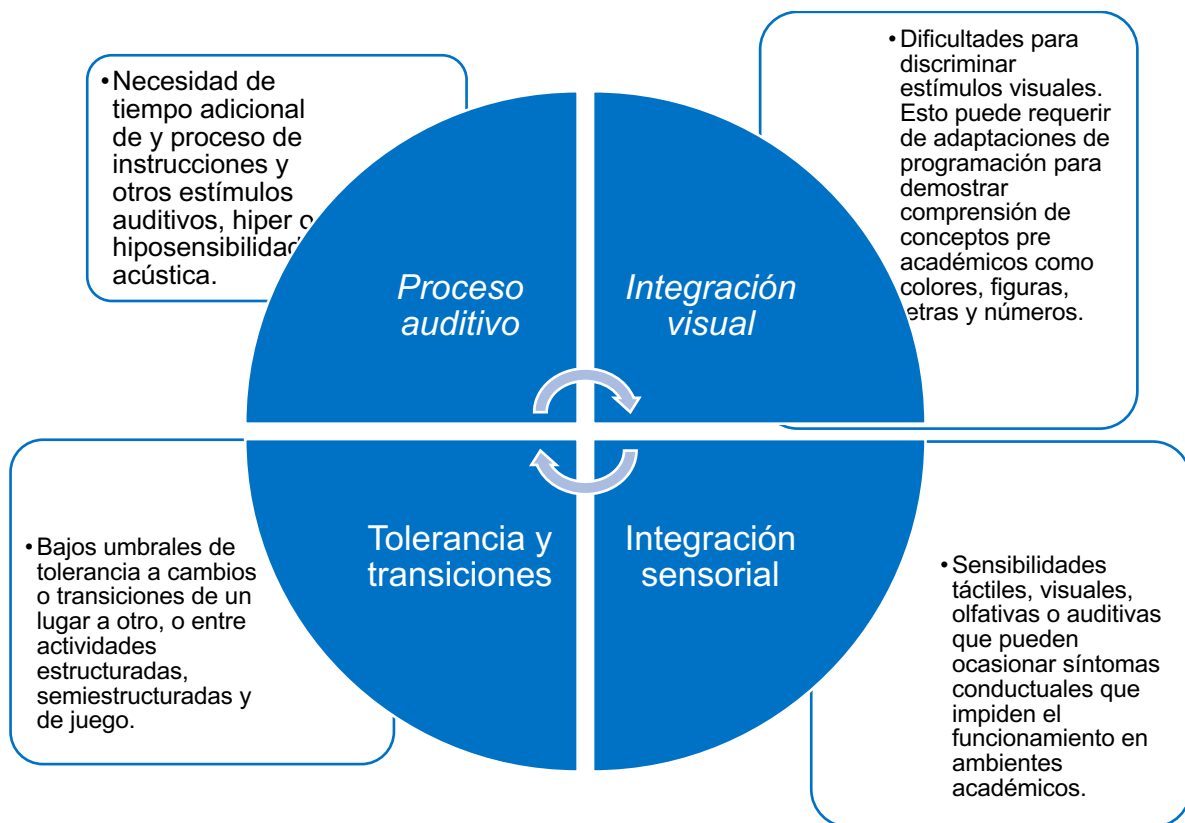 •Necesidad de
tiempo adicional
de y proceso de
instrucciones y
otros estímulos
auditivos, hiper o
hiposensibilidad
acústica.
•Dificultades para
discriminar
estímulos visuales.
Esto puede requerir
de adaptaciones de
programación para
demostrar
comprensión de
conceptos pre
académicos como
colores, figuras,
letras y números.
Proceso
auditivo
Integración
visual
Tolerancia y
transiciones
Integración
sensorial
•Bajos umbrales de
tolerancia a cambios
o transiciones de un
lugar a otro, o entre
actividades
estructuradas,
semiestructuradas y
de juego.
•Sensibilidades
táctiles, visuales,
olfativas o auditivas
que pueden
ocasionar síntomas
conductuales que
impiden el
funcionamiento en
ambientes
académicos.